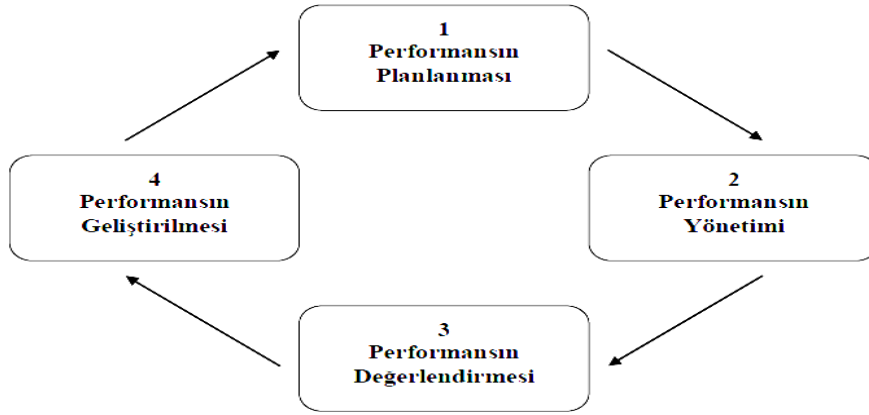 1
Performansın
Planlanması
2
Performansın
Yönetimi
3
Performansın
Değerlendirmesi
4
Performansın
Geliştirilmesi